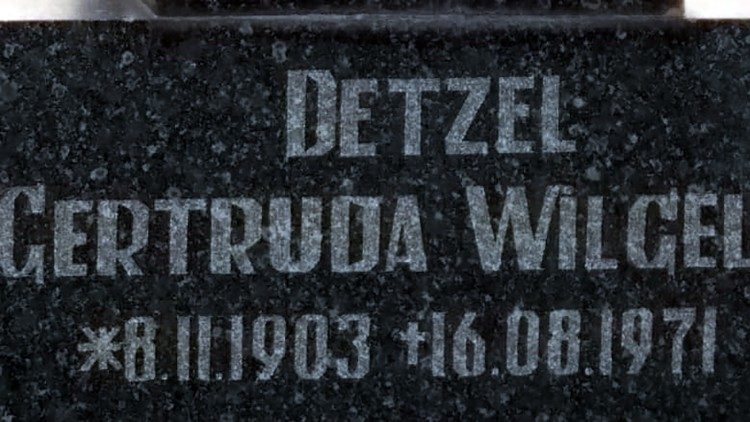 DETZEL
GERTRUDA WILGEL
*8.11.1903 +16.08.1971